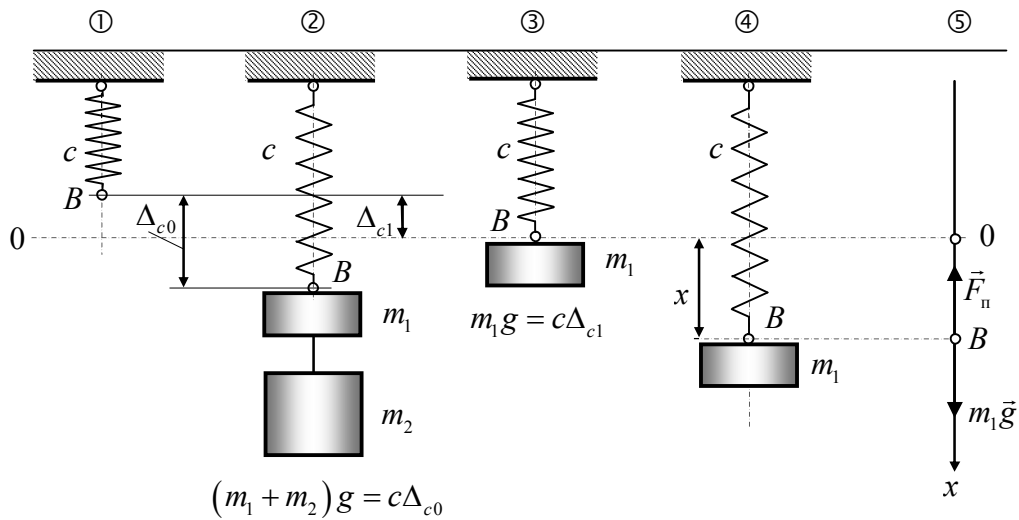 ① ② ③ ④ ⑤
c c c c
B Δc0 Δc1 B
0 0
B m₁ x F⃗п
m₁ m₁g = cΔc1 B B
m₁ m₁g⃗
m₂
(m₁ + m₂) g = cΔc0 x